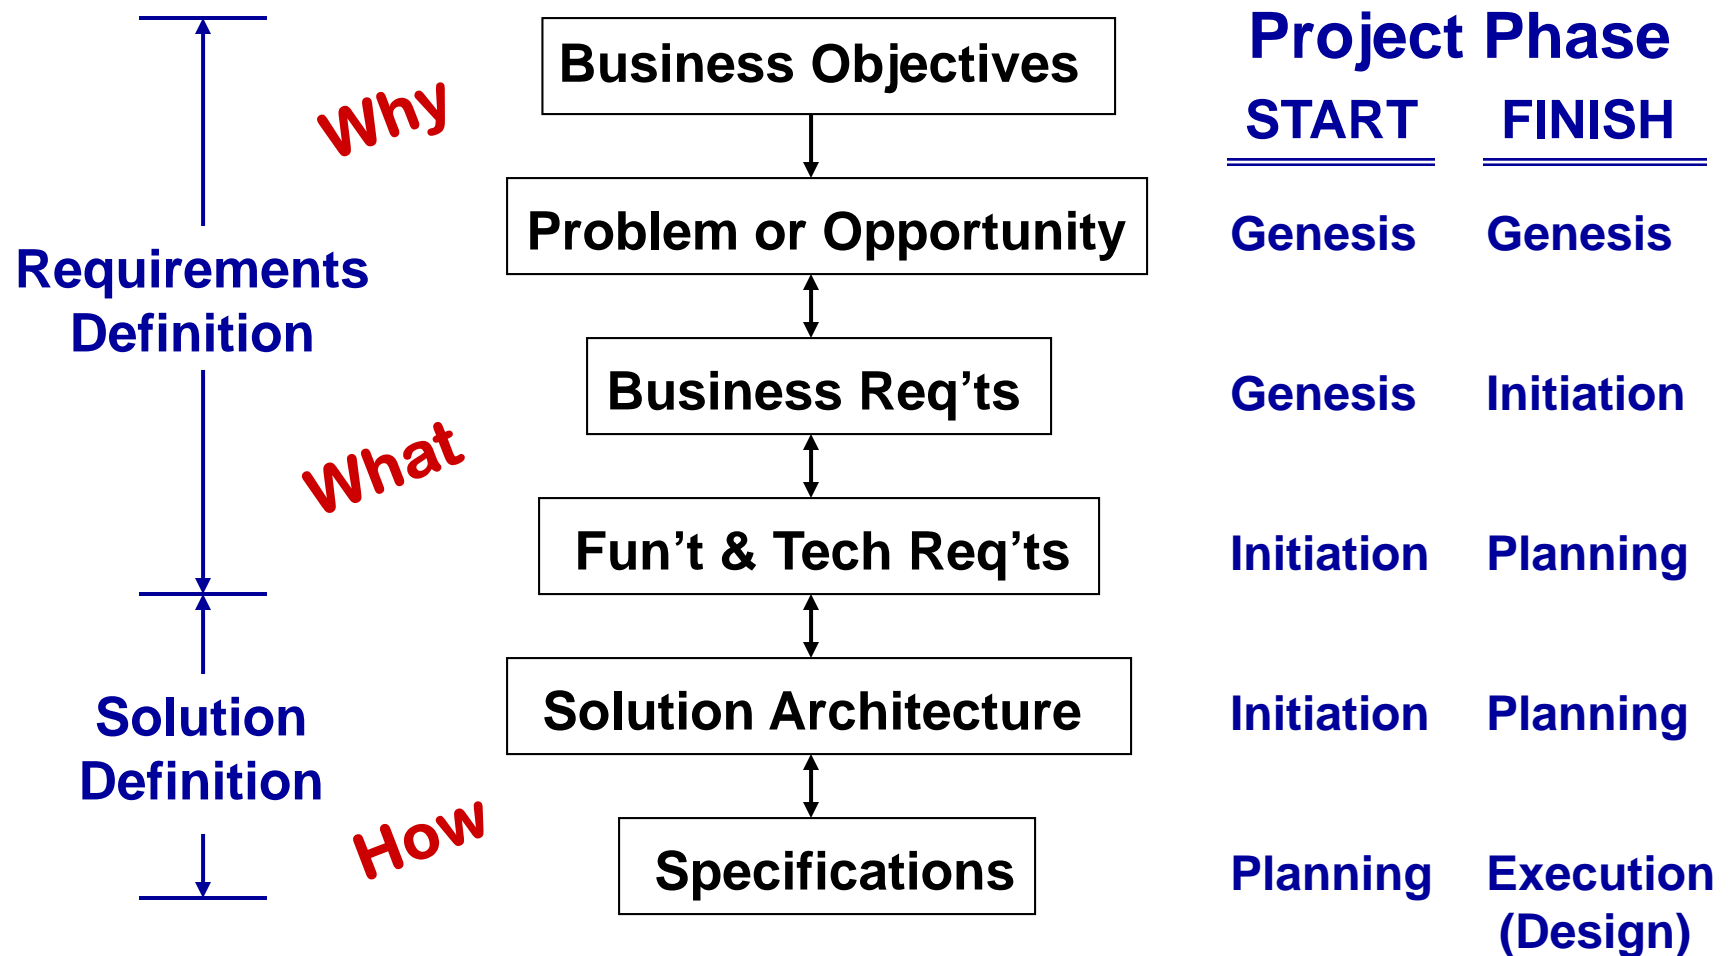 Project Phase
Business Objectives
START FINISH
Why
Problem or Opportunity Genesis Genesis
Requirements
Definition
Business Req’ts Genesis Initiation
What
Fun’t & Tech Req’ts Initiation Planning
Solution
Definition
Solution Architecture Initiation Planning
How
Specifications Planning Execution
(Design)